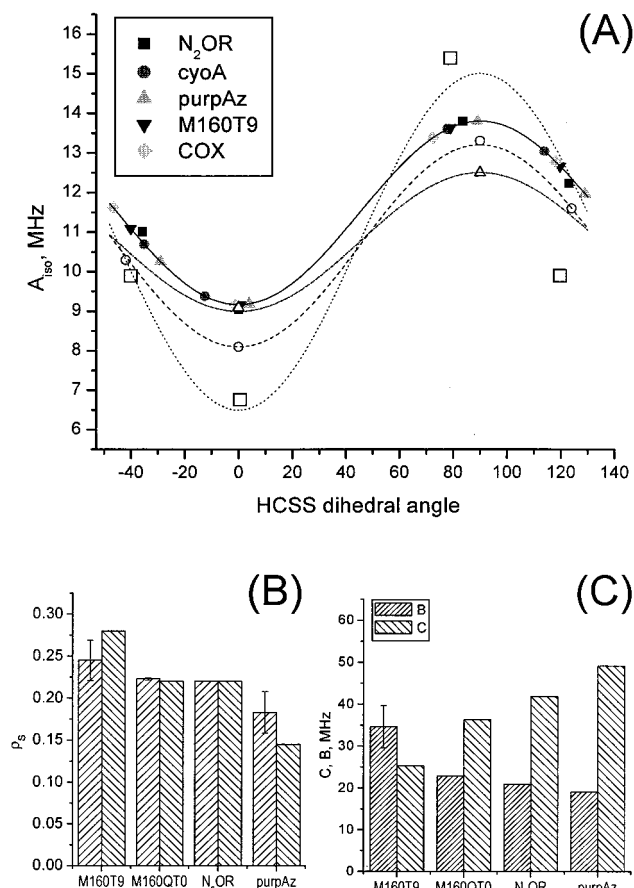 (A)
N₂OR
cyoA
purpAz
M160T9
COX
16
15
14
13
12
11
10
9
8
7
6
A_iso, MHz
-40 -20 0 20 40 60 80 100 120 140
HCSS dihedral angle
(B)
0.30
0.25
0.20
0.15
0.10
0.05
0.00
ρ_s
M160T9 M160QT0 N₂OR purpAz
(C)
B
C
60
50
40
30
20
10
0
C, B, MHz
M160T9 M160QT0 N₂OR purpAz